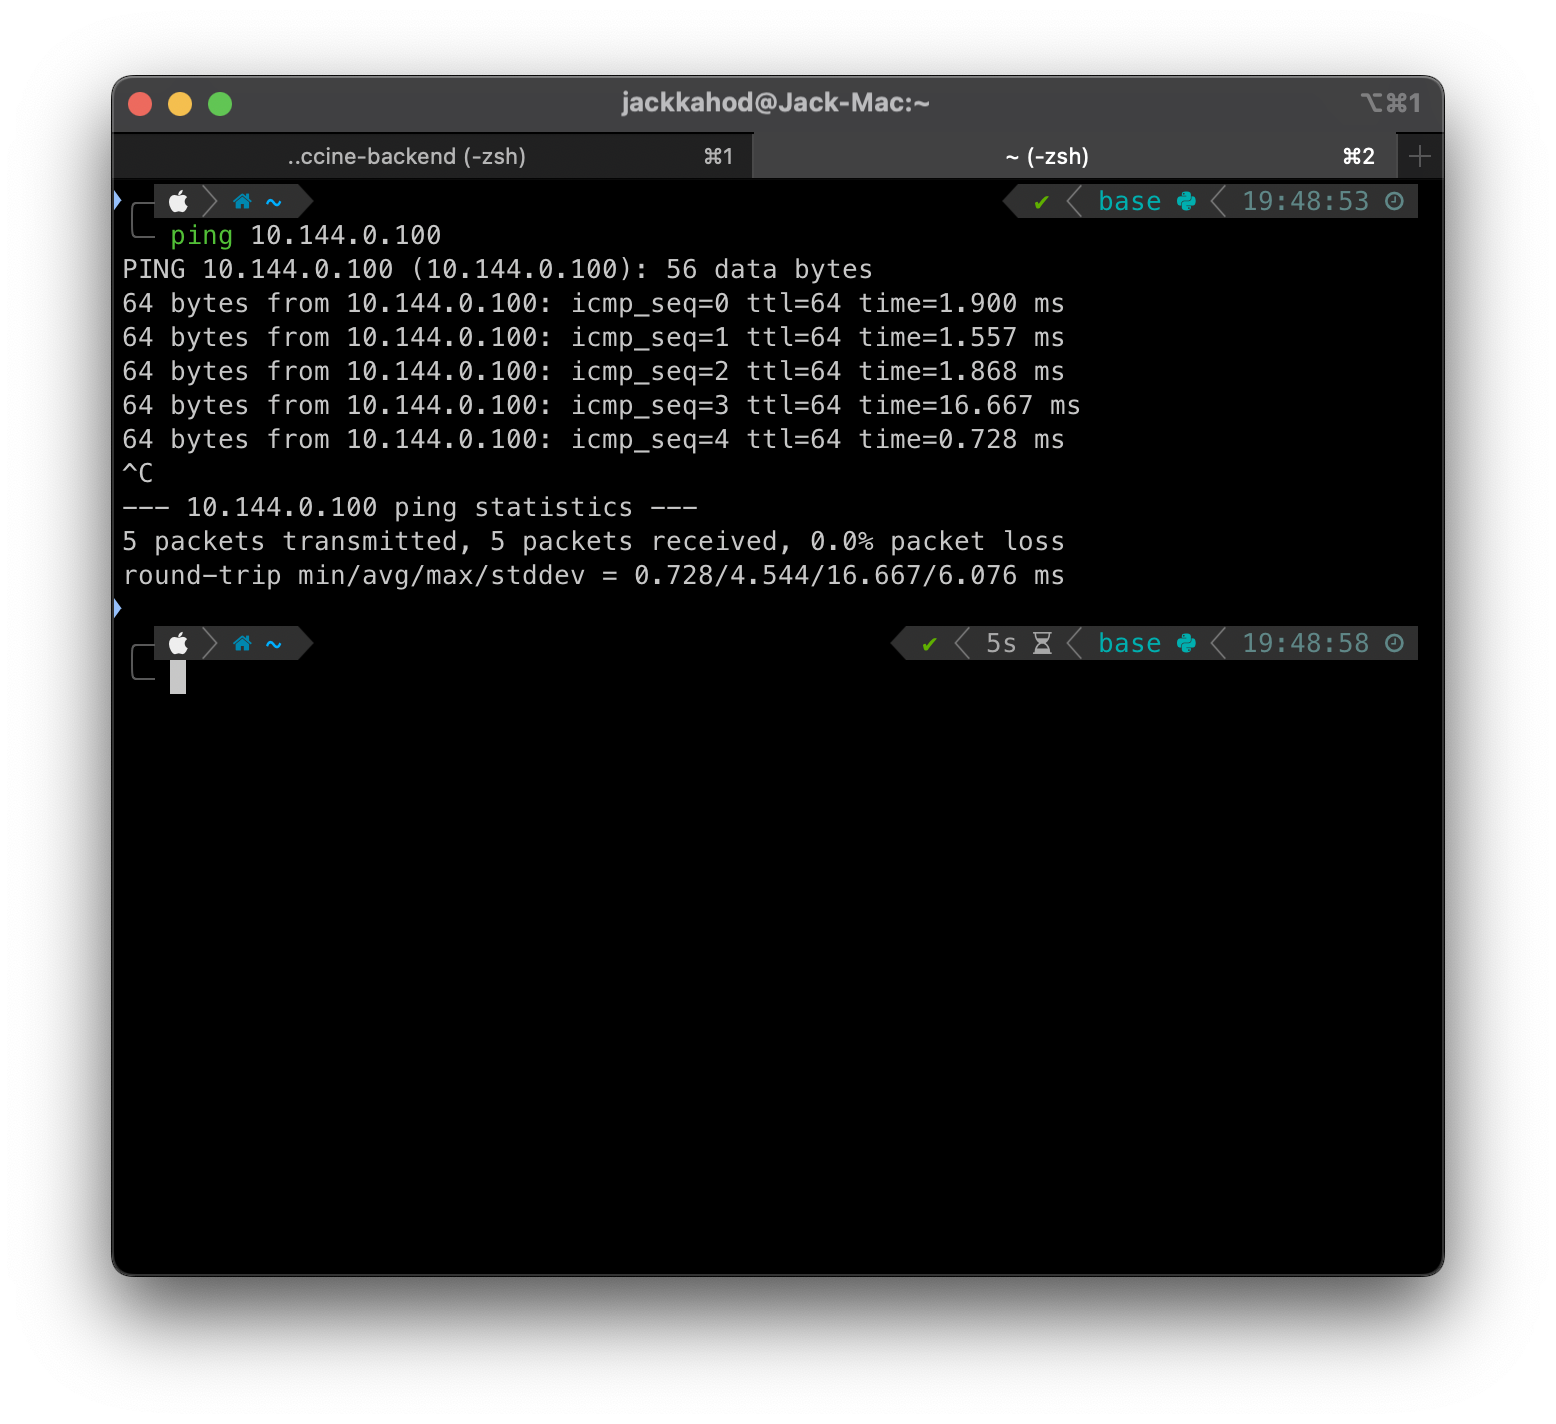 jackkahod@Jack-Mac:~ ⌥⌘1
..ccine-backend (-zsh) ⌘1 ~ (-zsh) ⌘2
~ ✔ base 19:48:53
ping 10.144.0.100
PING 10.144.0.100 (10.144.0.100): 56 data bytes
64 bytes from 10.144.0.100: icmp_seq=0 ttl=64 time=1.900 ms
64 bytes from 10.144.0.100: icmp_seq=1 ttl=64 time=1.557 ms
64 bytes from 10.144.0.100: icmp_seq=2 ttl=64 time=1.868 ms
64 bytes from 10.144.0.100: icmp_seq=3 ttl=64 time=16.667 ms
64 bytes from 10.144.0.100: icmp_seq=4 ttl=64 time=0.728 ms
^C
--- 10.144.0.100 ping statistics ---
5 packets transmitted, 5 packets received, 0.0% packet loss
round-trip min/avg/max/stddev = 0.728/4.544/16.667/6.076 ms
~ ✔ 5s base 19:48:58